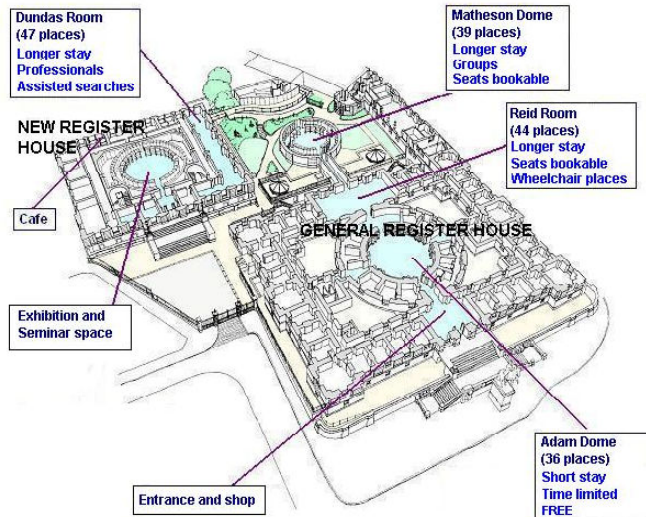 Dundas Room
(47 places)
Longer stay
Professionals
Assisted searches
Matheson Dome
(39 places)
Longer stay
Groups
Seats bookable
Reid Room
(44 places)
Longer stay
Seats bookable
Wheelchair places
NEW REGISTER
HOUSE
Cafe
GENERAL REGISTER HOUSE
Exhibition and
Seminar space
Entrance and shop
Adam Dome
(36 places)
Short stay
Time limited
FREE